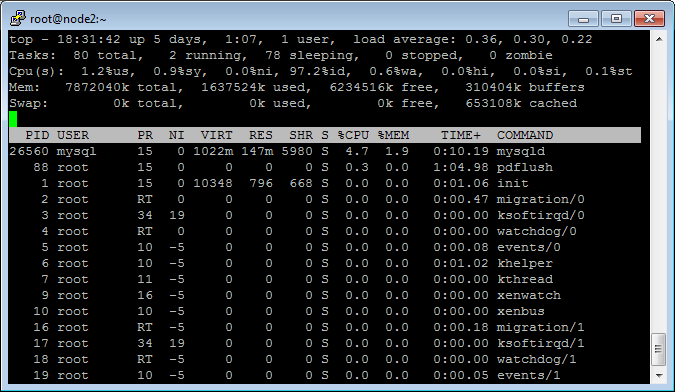 root@node2:~
top - 18:31:42 up 5 days,  1:07,  1 user,  load average: 0.36, 0.30, 0.22
Tasks:  80 total,   2 running,  78 sleeping,   0 stopped,   0 zombie
Cpu(s):  1.2%us,  0.9%sy,  0.0%ni, 97.2%id,  0.6%wa,  0.0%hi,  0.0%si,  0.1%st
Mem:   7872040k total,  1637524k used,  6234516k free,   310404k buffers
Swap:        0k total,        0k used,        0k free,   653108k cached
PID USER      PR  NI  VIRT  RES  SHR S %CPU %MEM    TIME+  COMMAND
26560 mysql     15   0 1022m 147m 5980 S  4.7  1.9   0:10.19 mysqld
88 root      15   0     0    0    0 S  0.3  0.0   1:04.98 pdflush
1 root      15   0 10348  796  668 S  0.0  0.0   0:01.06 init
2 root      RT   0     0    0    0 S  0.0  0.0   0:00.47 migration/0
3 root      34  19     0    0    0 S  0.0  0.0   0:00.00 ksoftirqd/0
4 root      RT   0     0    0    0 S  0.0  0.0   0:00.00 watchdog/0
5 root      10  -5     0    0    0 S  0.0  0.0   0:00.08 events/0
6 root      10  -5     0    0    0 S  0.0  0.0   0:01.02 khelper
7 root      11  -5     0    0    0 S  0.0  0.0   0:00.00 kthread
9 root      16  -5     0    0    0 S  0.0  0.0   0:00.00 xenwatch
10 root      10  -5     0    0    0 S  0.0  0.0   0:00.00 xenbus
16 root      RT  -5     0    0    0 S  0.0  0.0   0:00.18 migration/1
17 root      34  19     0    0    0 S  0.0  0.0   0:00.00 ksoftirqd/1
18 root      RT  -5     0    0    0 S  0.0  0.0   0:00.00 watchdog/1
19 root      10  -5     0    0    0 S  0.0  0.0   0:00.05 events/1